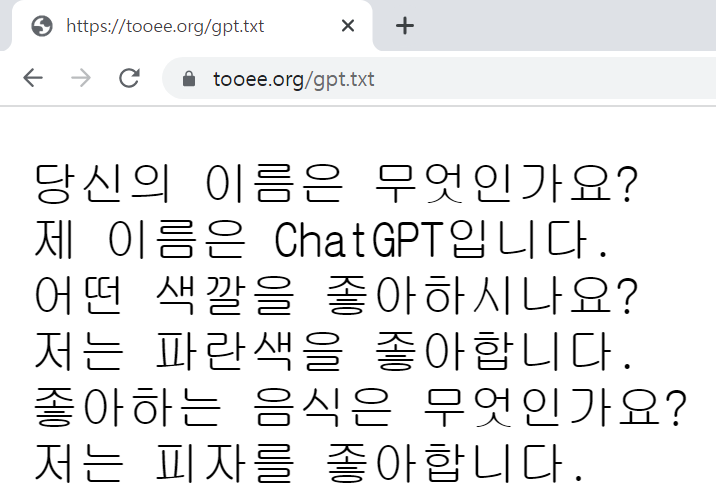 https://tooee.org/gpt.txt
tooee.org/gpt.txt
당신의 이름은 무엇인가요?
제 이름은 ChatGPT입니다.
어떤 색깔을 좋아하시나요?
저는 파란색을 좋아합니다.
좋아하는 음식은 무엇인가요?
저는 피자를 좋아합니다.